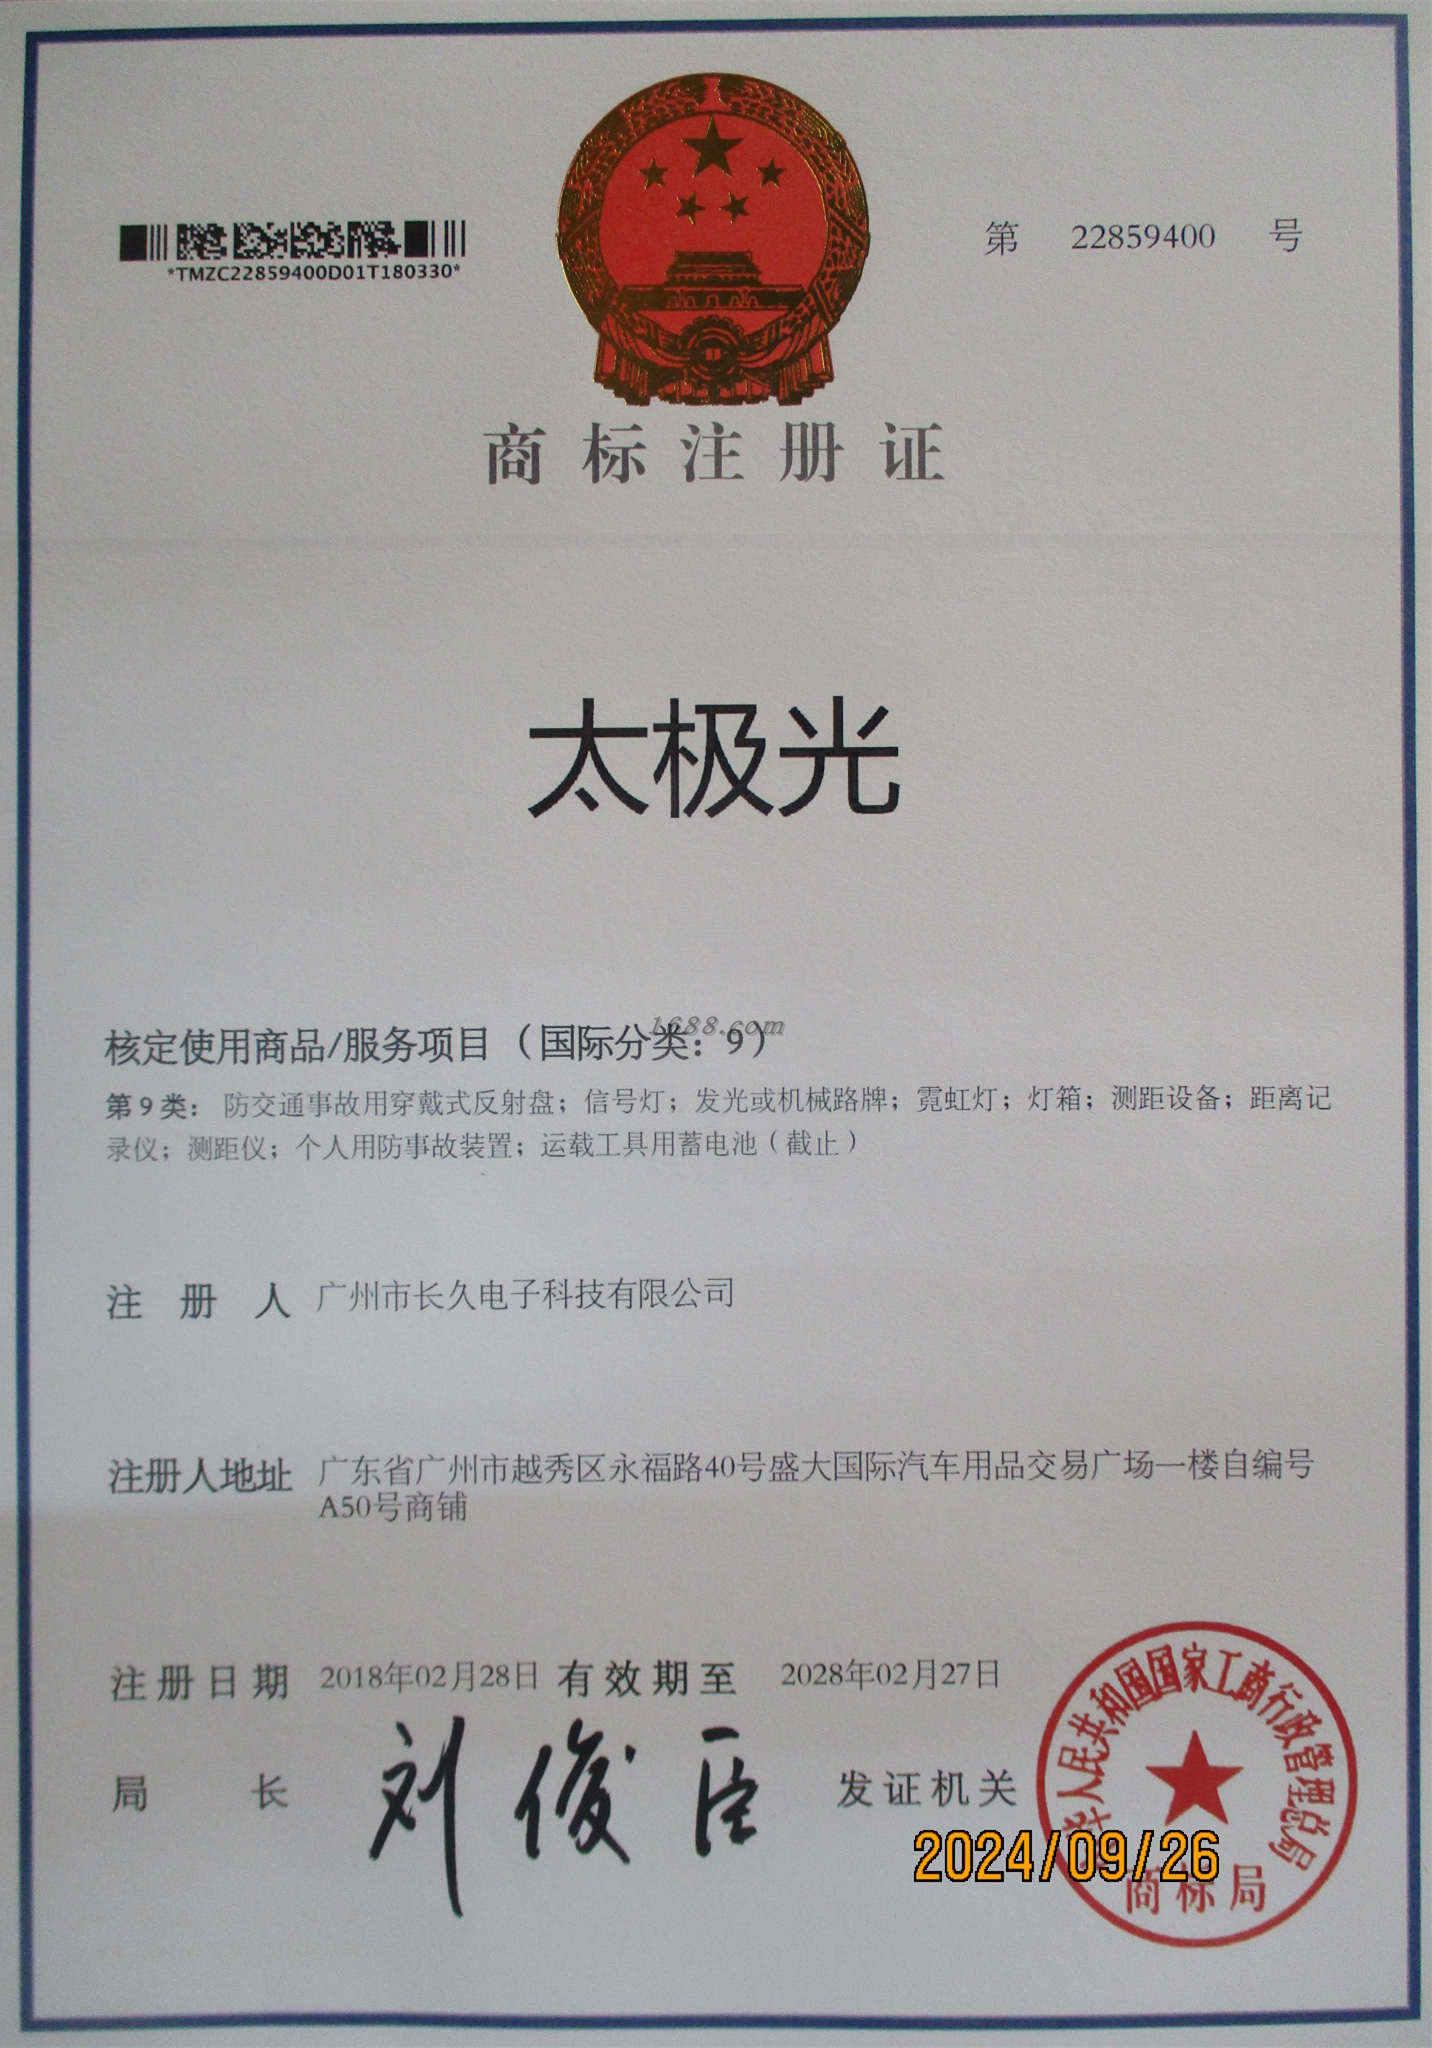 第 22859400 号
*TMZC22859400D01T180330*
商标注册证
太极光
1688.com
核定使用商品/服务项目（国际分类：9）
第9类：防交通事故用穿戴式反射盘；信号灯；发光或机械路牌；霓虹灯；灯箱；测距设备；距离记
录仪；测距仪；个人用防事故装置；运载工具用蓄电池（截止）
注册人 广州市长久电子科技有限公司
注册人地址 广东省广州市越秀区永福路40号盛大国际汽车用品交易广场一楼自编号
A50号商铺
注册日期 2018年02月28日 有效期至 2028年02月27日
局长 刘俊臣 发证机关
中华人民共和国国家工商行政管理总局
商标局
2024/09/26